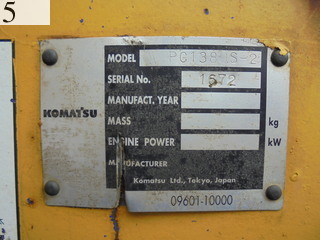 5
MODEL PC138US-2
SERIAL No. 1572
MANUFACT. YEAR
KOMATSU
MASS kg
ENGINE POWER kW
MANUFACTURER
Komatsu Ltd., Tokyo, Japan
09601-10000